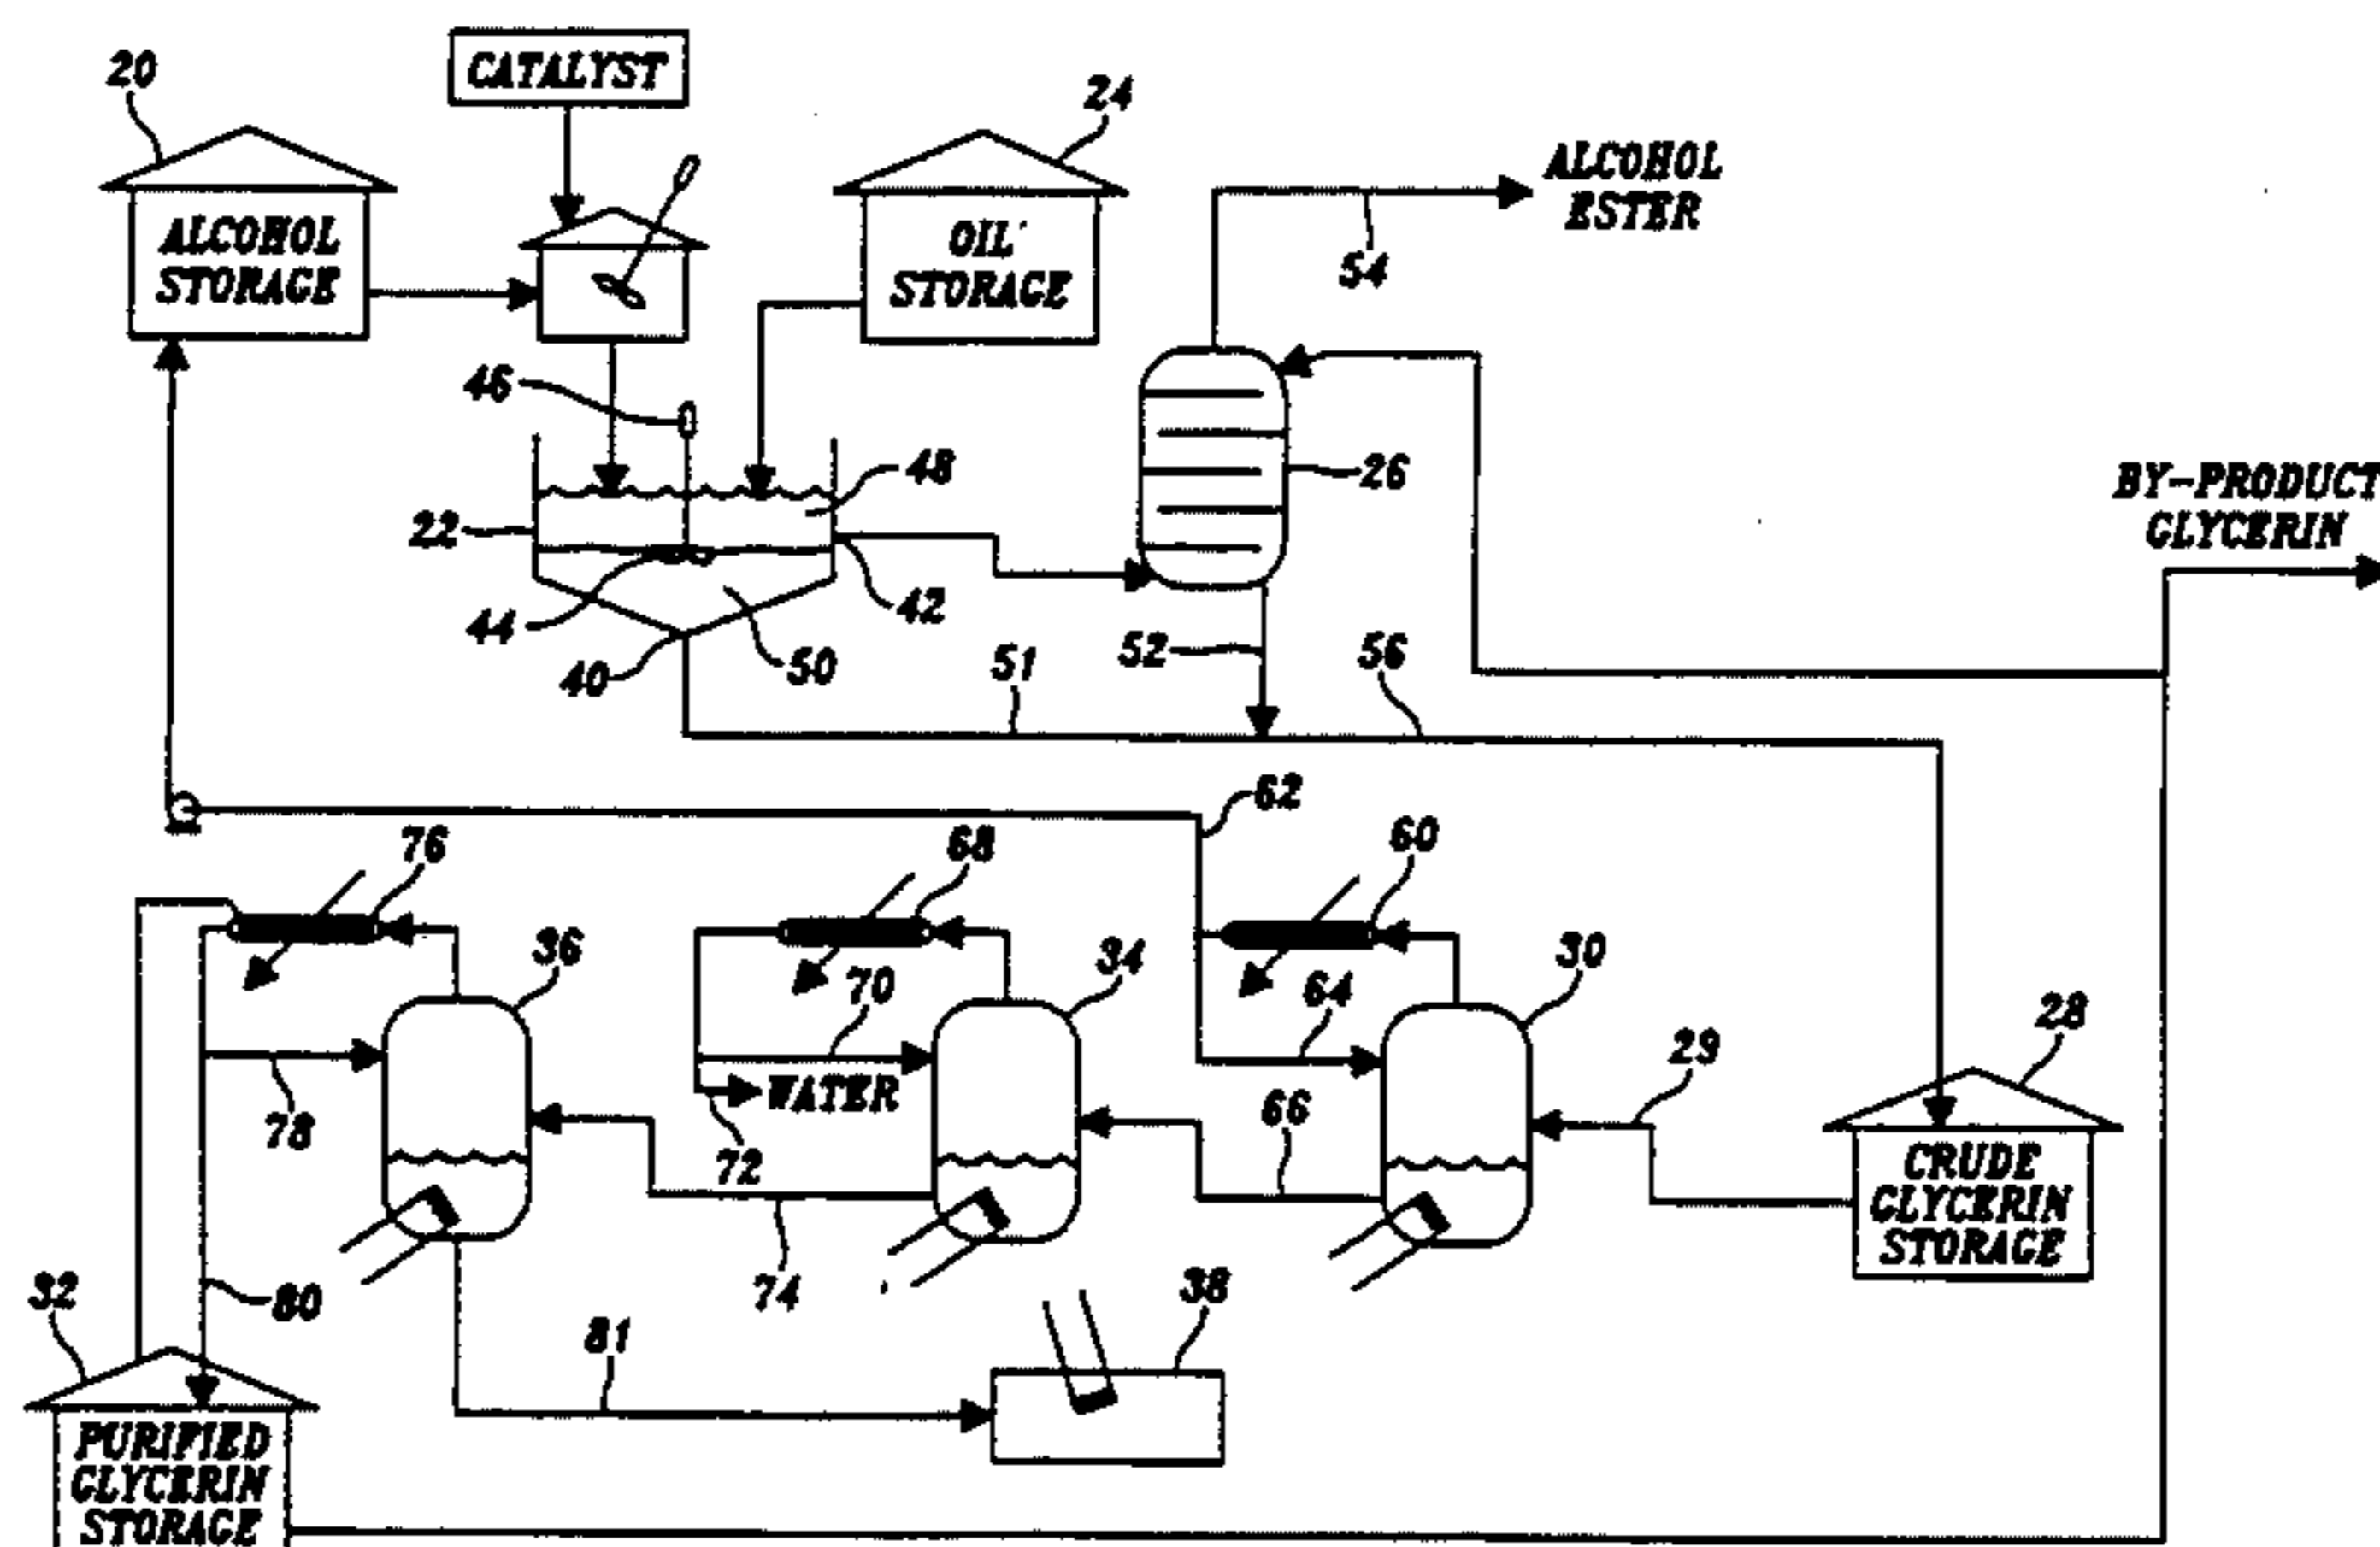 20
CATALYST
24
ALCOHOL
ESTER
ALCOHOL
STORAGE
OIL
STORAGE
54
46
48
26
BY-PRODUCT
GLYCERIN
22
44
42
40
50
51
52
56
62
76
68
60
36
70
34
64
30
28
29
WATER
66
78
72
CRUDE
GLYCERIN
STORAGE
32
80
74
38
81
PURIFIED
GLYCERIN
STORAGE